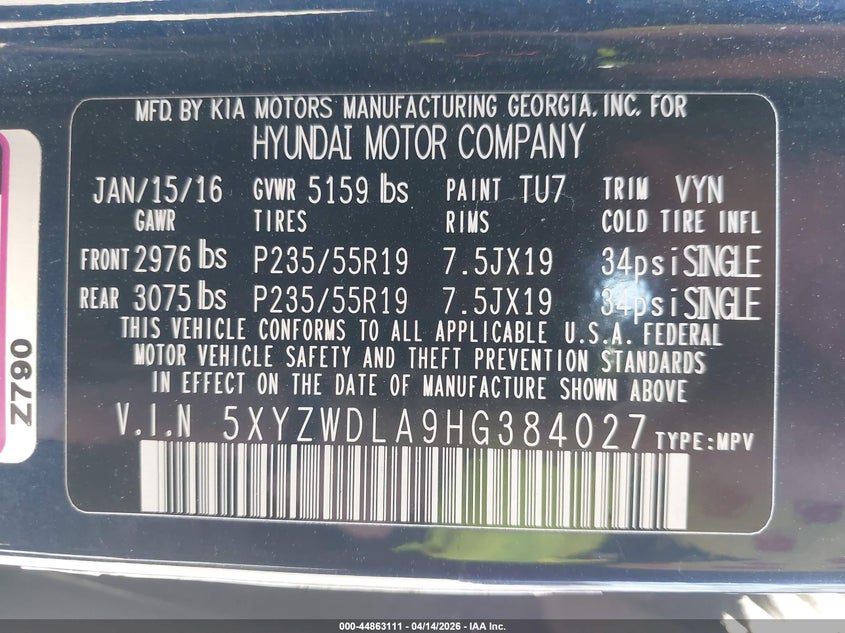 MFD. BY KIA MOTORS MANUFACTURING GEORGIA, INC. FOR
HYUNDAI MOTOR COMPANY
JAN/15/16 GVWR 5159 lbs PAINT TU7 TRIM VYN
GAWR TIRES RIMS COLD TIRE INFL
FRONT 2976 lbs P235/55R19 7.5JX19 34psi SINGLE
REAR 3075 lbs P235/55R19 7.5JX19 34psi SINGLE
THIS VEHICLE CONFORMS TO ALL APPLICABLE U.S.A. FEDERAL
MOTOR VEHICLE SAFETY AND THEFT PREVENTION STANDARDS
IN EFFECT ON THE DATE OF MANUFACTURE SHOWN ABOVE
V.I.N 5XYZWDLA9HG384027 TYPE:MPV
Z790
000-44863111 - 04/14/2026 - IAA Inc.